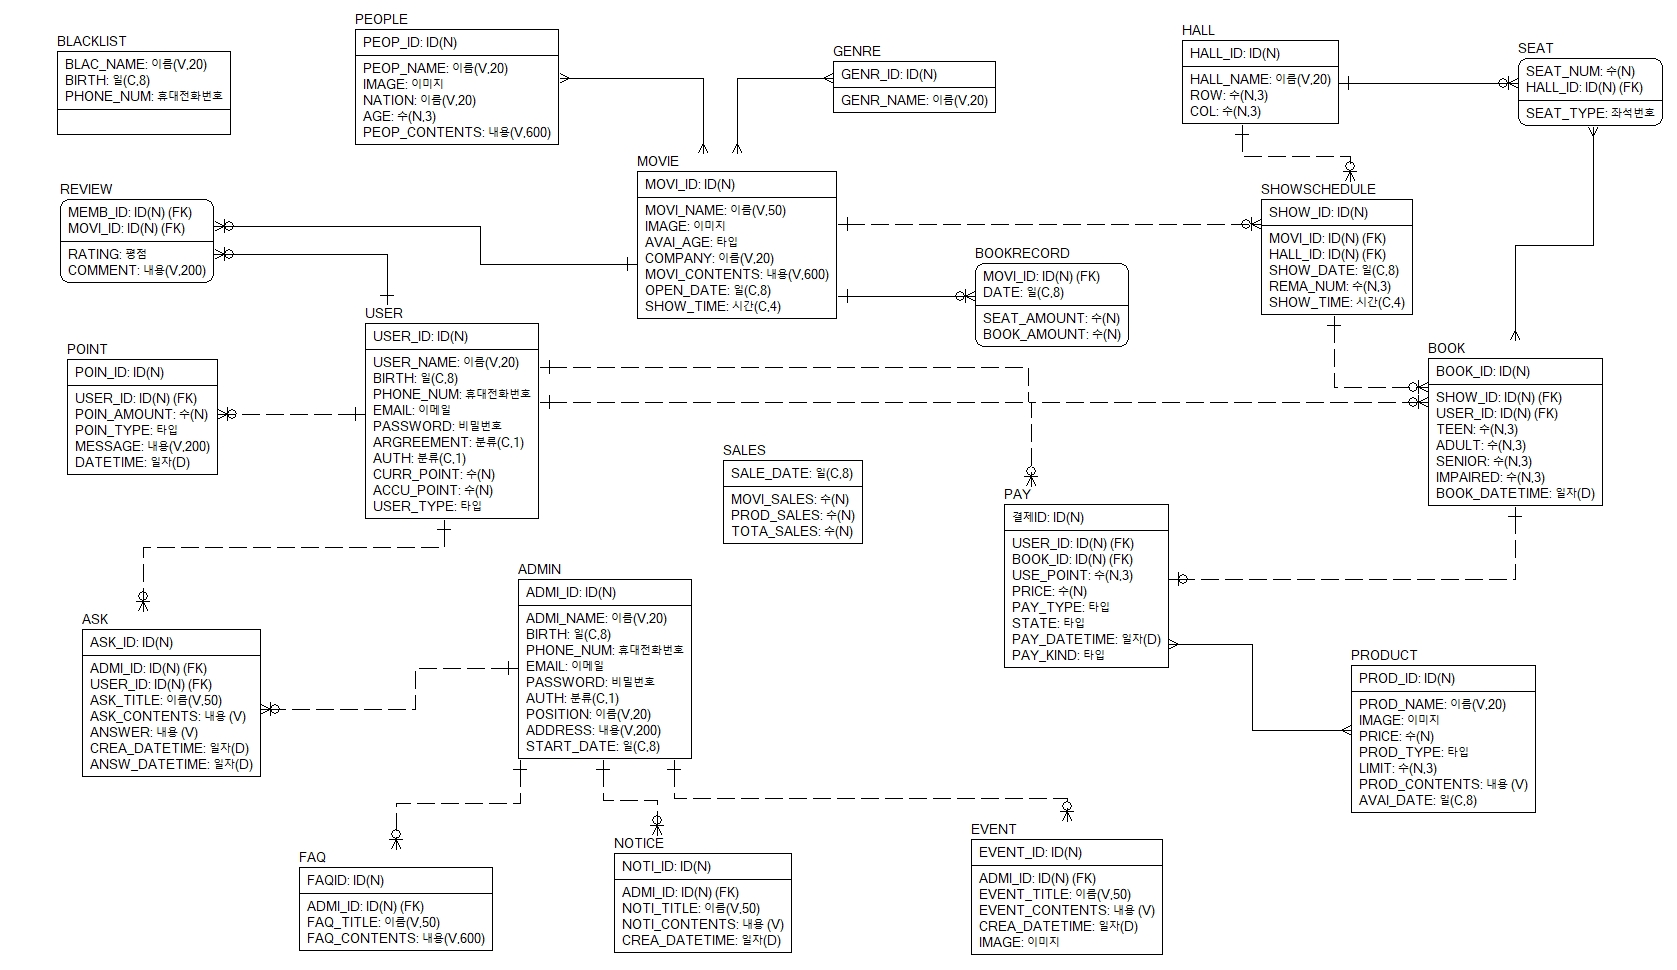 BLACKLIST
BLAC_NAME: 이름(V,20)
BIRTH: 일(C,8)
PHONE_NUM: 휴대전화번호
PEOPLE
PEOP_ID: ID(N)
PEOP_NAME: 이름(V,20)
IMAGE: 이미지
NATION: 이름(V,20)
AGE: 수(N,3)
PEOP_CONTENTS: 내용(V,600)
GENRE
GENR_ID: ID(N)
GENR_NAME: 이름(V,20)
HALL
HALL_ID: ID(N)
HALL_NAME: 이름(V,20)
ROW: 수(N,3)
COL: 수(N,3)
SEAT
SEAT_NUM: 수(N)
HALL_ID: ID(N) (FK)
SEAT_TYPE: 좌석번호
REVIEW
MEMB_ID: ID(N) (FK)
MOVI_ID: ID(N) (FK)
RATING: 평점
COMMENT: 내용(V,200)
MOVIE
MOVI_ID: ID(N)
MOVI_NAME: 이름(V,50)
IMAGE: 이미지
AVAI_AGE: 타입
COMPANY: 이름(V,20)
MOVI_CONTENTS: 내용(V,600)
OPEN_DATE: 일(C,8)
SHOW_TIME: 시간(C,4)
SHOWSCHEDULE
SHOW_ID: ID(N)
MOVI_ID: ID(N) (FK)
HALL_ID: ID(N) (FK)
SHOW_DATE: 일(C,8)
REMA_NUM: 수(N,3)
SHOW_TIME: 시간(C,4)
BOOKRECORD
MOVI_ID: ID(N) (FK)
DATE: 일(C,8)
SEAT_AMOUNT: 수(N)
BOOK_AMOUNT: 수(N)
USER
USER_ID: ID(N)
USER_NAME: 이름(V,20)
BIRTH: 일(C,8)
PHONE_NUM: 휴대전화번호
EMAIL: 이메일
PASSWORD: 비밀번호
ARGREEMENT: 분류(C,1)
AUTH: 분류(C,1)
CURR_POINT: 수(N)
ACCU_POINT: 수(N)
USER_TYPE: 타입
POINT
POIN_ID: ID(N)
USER_ID: ID(N) (FK)
POIN_AMOUNT: 수(N)
POIN_TYPE: 타입
MESSAGE: 내용(V,200)
DATETIME: 일자(D)
BOOK
BOOK_ID: ID(N)
SHOW_ID: ID(N) (FK)
USER_ID: ID(N) (FK)
TEEN: 수(N,3)
ADULT: 수(N,3)
SENIOR: 수(N,3)
IMPAIRED: 수(N,3)
BOOK_DATETIME: 일자(D)
SALES
SALE_DATE: 일(C,8)
MOVI_SALES: 수(N)
PROD_SALES: 수(N)
TOTA_SALES: 수(N)
PAY
결제ID: ID(N)
USER_ID: ID(N) (FK)
BOOK_ID: ID(N) (FK)
USE_POINT: 수(N,3)
PRICE: 수(N)
PAY_TYPE: 타입
STATE: 타입
PAY_DATETIME: 일자(D)
PAY_KIND: 타입
ASK
ASK_ID: ID(N)
ADMI_ID: ID(N) (FK)
USER_ID: ID(N) (FK)
ASK_TITLE: 이름(V,50)
ASK_CONTENTS: 내용 (V)
ANSWER: 내용 (V)
CREA_DATETIME: 일자(D)
ANSW_DATETIME: 일자(D)
ADMIN
ADMI_ID: ID(N)
ADMI_NAME: 이름(V,20)
BIRTH: 일(C,8)
PHONE_NUM: 휴대전화번호
EMAIL: 이메일
PASSWORD: 비밀번호
AUTH: 분류(C,1)
POSITION: 이름(V,20)
ADDRESS: 내용(V,200)
START_DATE: 일(C,8)
PRODUCT
PROD_ID: ID(N)
PROD_NAME: 이름(V,20)
IMAGE: 이미지
PRICE: 수(N)
PROD_TYPE: 타입
LIMIT: 수(N,3)
PROD_CONTENTS: 내용 (V)
AVAI_DATE: 일(C,8)
FAQ
FAQID: ID(N)
ADMI_ID: ID(N) (FK)
FAQ_TITLE: 이름(V,50)
FAQ_CONTENTS: 내용(V,600)
NOTICE
NOTI_ID: ID(N)
ADMI_ID: ID(N) (FK)
NOTI_TITLE: 이름(V,50)
NOTI_CONTENTS: 내용 (V)
CREA_DATETIME: 일자(D)
EVENT
EVENT_ID: ID(N)
ADMI_ID: ID(N) (FK)
EVENT_TITLE: 이름(V,50)
EVENT_CONTENTS: 내용 (V)
CREA_DATETIME: 일자(D)
IMAGE: 이미지